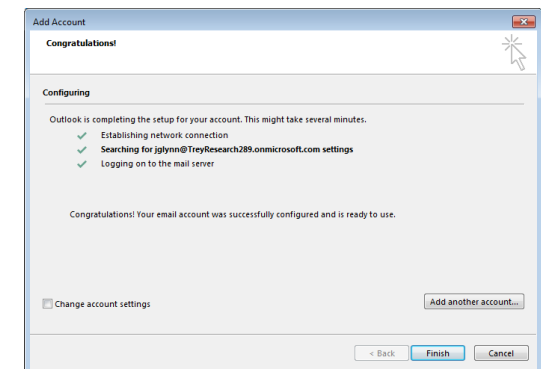 Add Account
Congratulations!
Configuring
Outlook is completing the setup for your account. This might take several minutes.
Establishing network connection
Searching for jglynn@TreyResearch289.onmicrosoft.com settings
Logging on to the mail server
Congratulations! Your email account was successfully configured and is ready to use.
Change account settings
Add another account...
< Back
Finish
Cancel